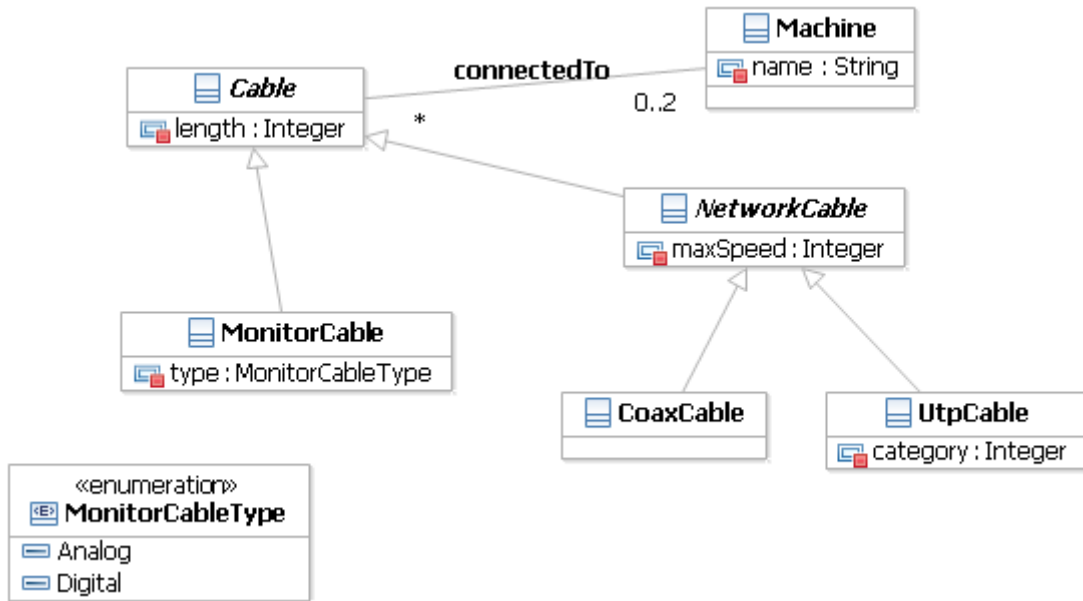 Machine
name : String
connectedTo
0..2
*
Cable
length : Integer
NetworkCable
maxSpeed : Integer
MonitorCable
type : MonitorCableType
CoaxCable
UtpCable
category : Integer
«enumeration»
<E> MonitorCableType
Analog
Digital